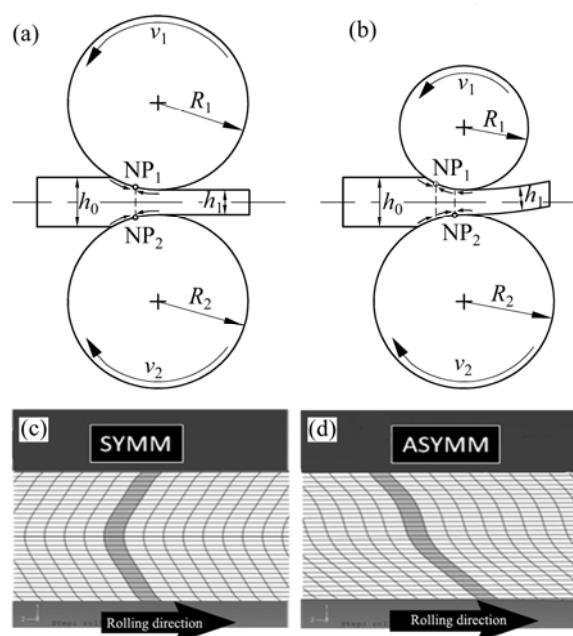 (a)
v₁
R₁
NP₁
h₀
h₁
NP₂
R₂
v₂
(b)
v₁
R₁
NP₁
h₀
h₁
NP₂
R₂
v₂
(c)
SYMM
Rolling direction
(d)
ASYMM
Rolling direction